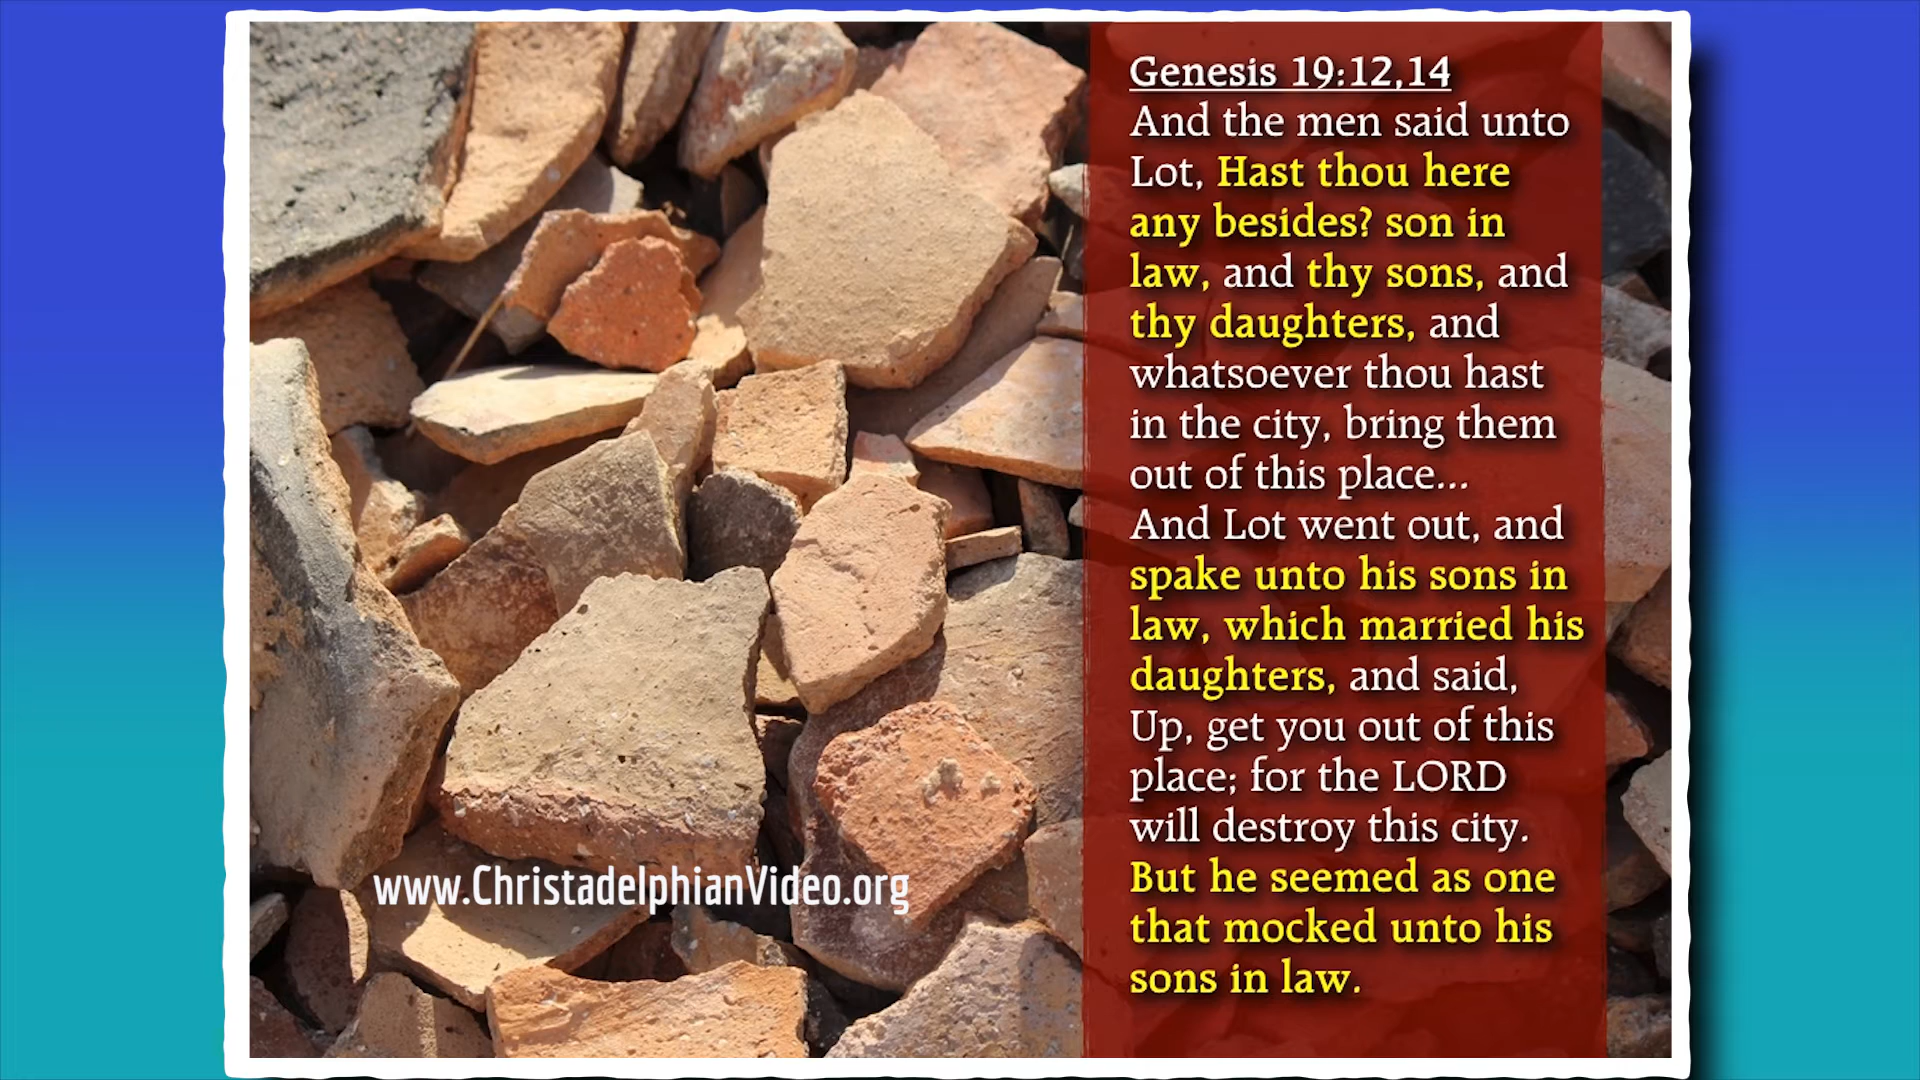 Genesis 19:12,14
And the men said unto
Lot, Hast thou here
any besides? son in
law, and thy sons, and
thy daughters, and
whatsoever thou hast
in the city, bring them
out of this place...
And Lot went out, and
spake unto his sons in
law, which married his
daughters, and said,
Up, get you out of this
place; for the LORD
will destroy this city.
But he seemed as one
that mocked unto his
sons in law.
www.ChristadelphianVideo.org